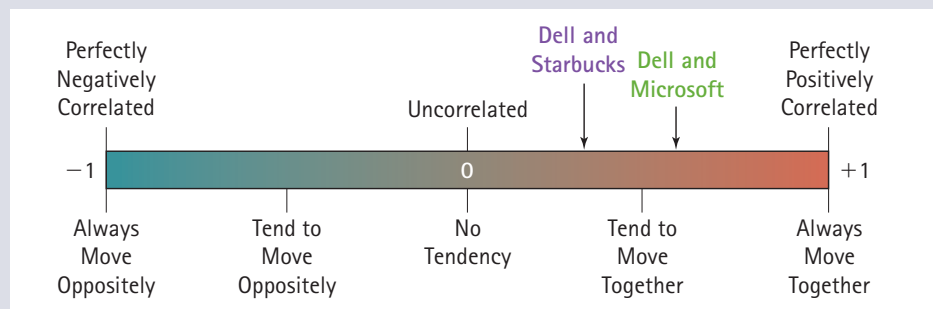 Perfectly
Negatively
Correlated
Uncorrelated
Dell and
Starbucks
Dell and
Microsoft
Perfectly
Positively
Correlated
−1
0
+1
Always
Move
Oppositely
Tend to
Move
Oppositely
No
Tendency
Tend to
Move
Together
Always
Move
Together